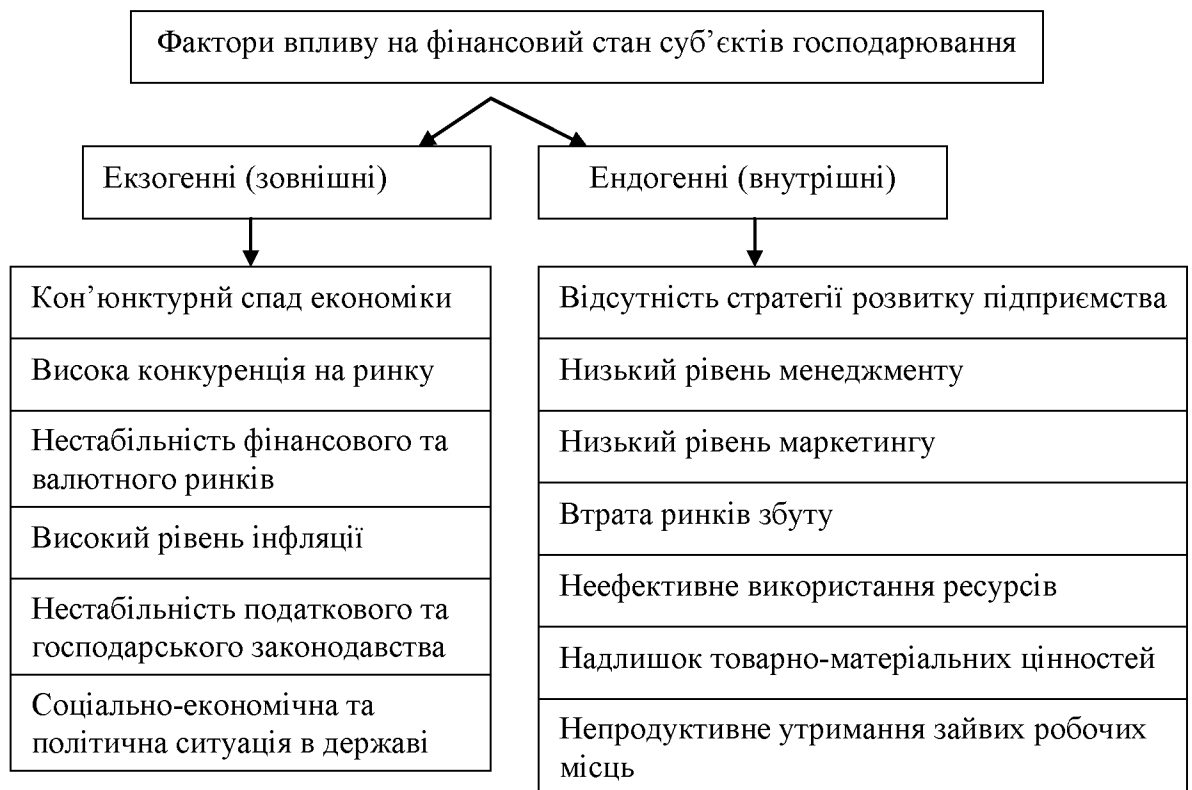 Фактори впливу на фінансовий стан суб’єктів господарювання
Екзогенні (зовнішні)
Ендогенні (внутрішні)
Кон’юнктурнй спад економіки
Висока конкуренція на ринку
Нестабільність фінансового та
валютного ринків
Високий рівень інфляції
Нестабільність податкового та
господарського законодавства
Соціально-економічна та
політична ситуація в державі
Відсутність стратегії розвитку підприємства
Низький рівень менеджменту
Низький рівень маркетингу
Втрата ринків збуту
Неефективне використання ресурсів
Надлишок товарно-матеріальних цінностей
Непродуктивне утримання зайвих робочих
місць